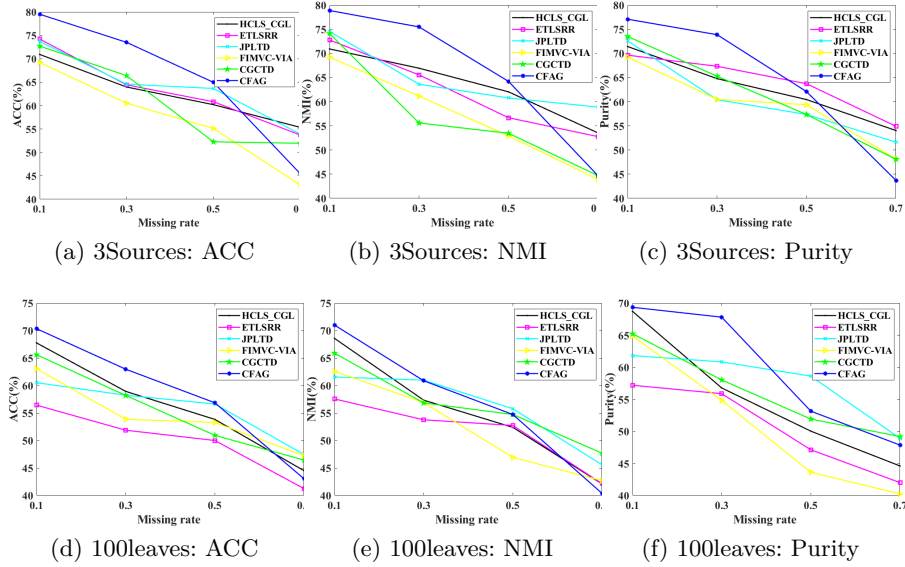 80
75
70
65
60
55
50
45
40
ACC(%)
0.1
0.3
0.5
0.
Missing rate
HCLS_CGL
ETLSRR
JPLTD
FIMVC-VIA
CGCTD
CFAG
(a) 3Sources: ACC
80
75
70
65
60
55
50
45
40
NMI(%)
0.1
0.3
0.5
0.
Missing rate
HCLS_CGL
ETLSRR
JPLTD
FIMVC-VIA
CGCTD
CFAG
(b) 3Sources: NMI
80
75
70
65
60
55
50
45
40
Purity(%)
0.1
0.3
0.5
0.7
Missing rate
HCLS_CGL
ETLSRR
JPLTD
FIMVC-VIA
CGCTD
CFAG
(c) 3Sources: Purity
75
70
65
60
55
50
45
40
ACC(%)
0.1
0.3
0.5
0.
Missing rate
HCLS_CGL
ETLSRR
JPLTD
FIMVC-VIA
CGCTD
CFAG
(d) 100leaves: ACC
75
70
65
60
55
50
45
40
NMI(%)
0.1
0.3
0.5
0.
Missing rate
HCLS_CGL
ETLSRR
JPLTD
FIMVC-VIA
CGCTD
CFAG
(e) 100leaves: NMI
70
65
60
55
50
45
40
Purity(%)
0.1
0.3
0.5
0.7
Missing rate
HCLS_CGL
ETLSRR
JPLTD
FIMVC-VIA
CGCTD
CFAG
(f) 100leaves: Purity